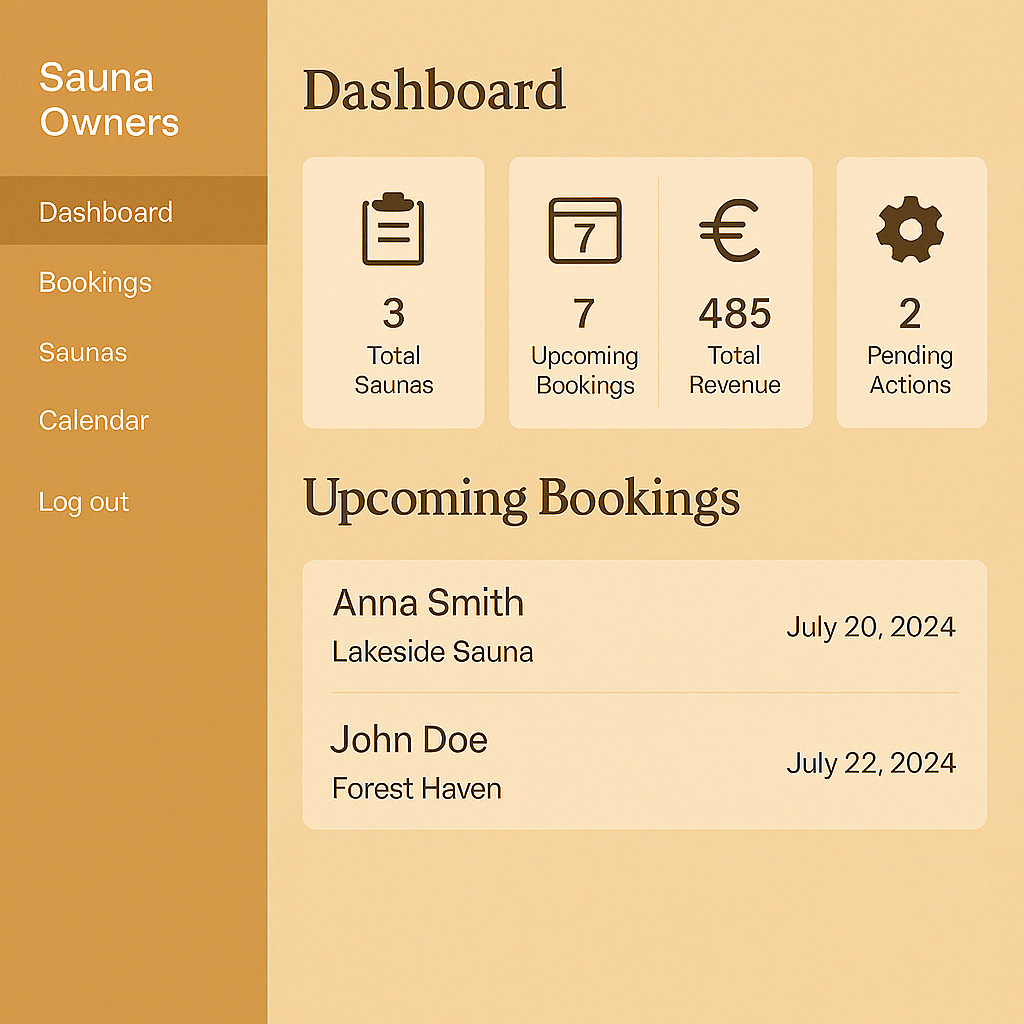 Sauna
Owners
Dashboard
Bookings
Saunas
Calendar
Log out
Dashboard
3
Total
Saunas
7
7
Upcoming
Bookings
€
485
Total
Revenue
2
Pending
Actions
Upcoming Bookings
Anna Smith
Lakeside Sauna
July 20, 2024
John Doe
Forest Haven
July 22, 2024